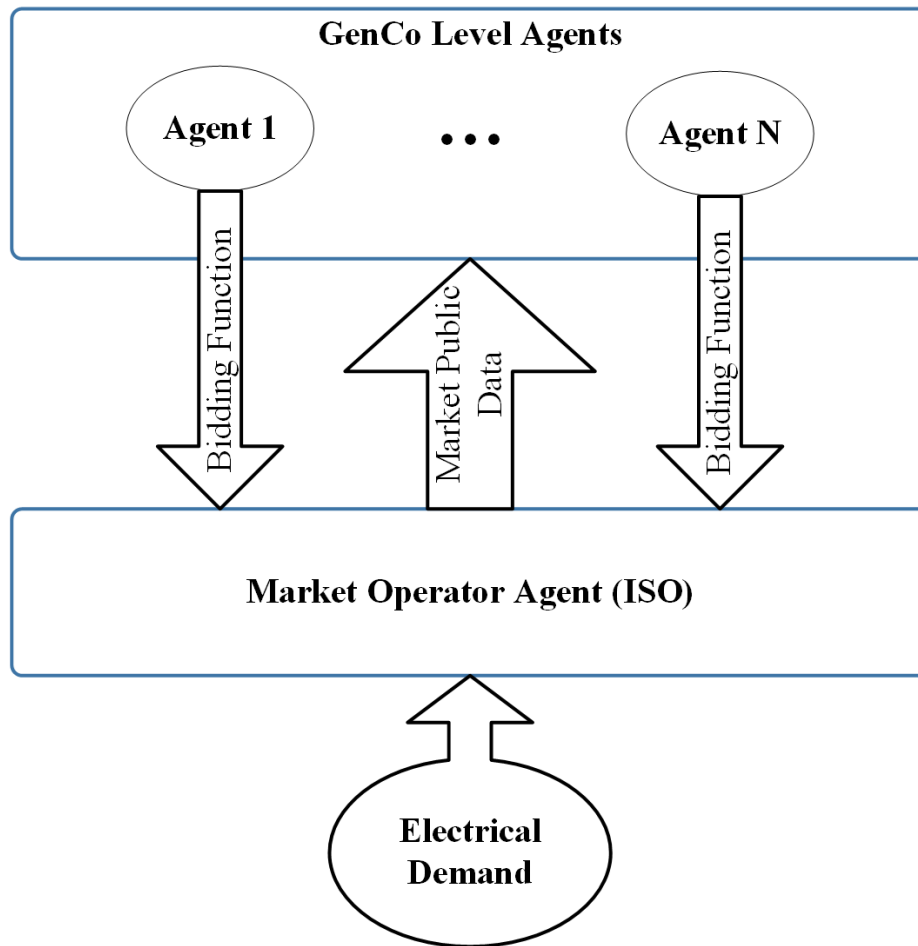 GenCo Level Agents
Agent 1
...
Agent N
Bidding Function
Market Public
Data
Bidding Function
Market Operator Agent (ISO)
Electrical
Demand